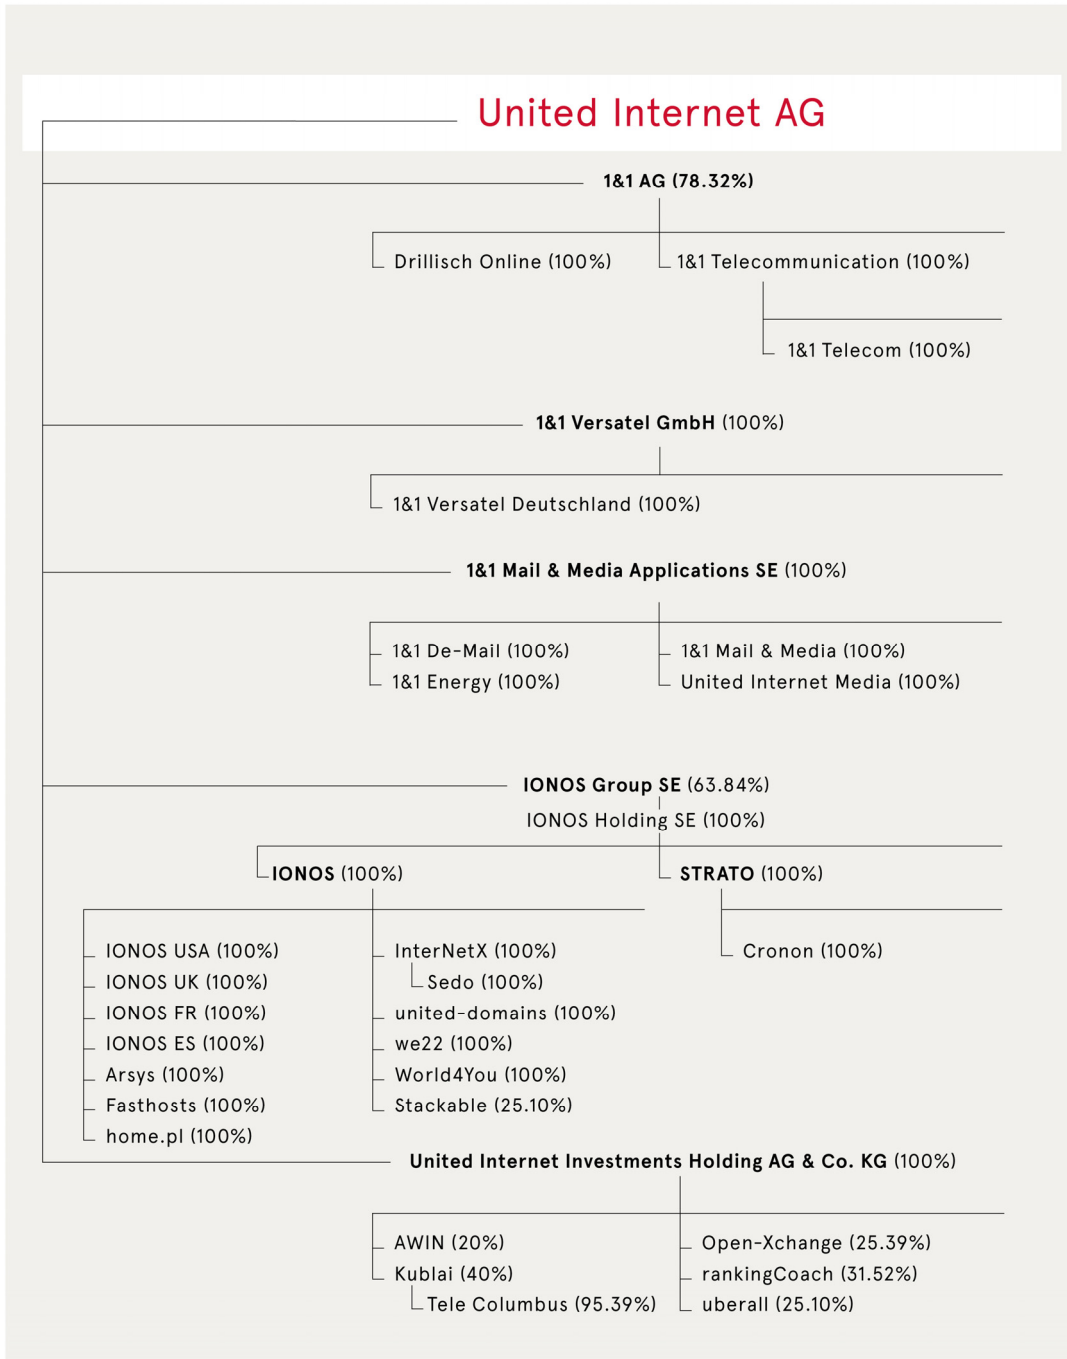 United Internet AG
1&1 AG (78.32%)
Drillisch Online (100%)
1&1 Telecommunication (100%)
1&1 Telecom (100%)
1&1 Versatel GmbH (100%)
1&1 Versatel Deutschland (100%)
1&1 Mail & Media Applications SE (100%)
1&1 De-Mail (100%)
1&1 Energy (100%)
1&1 Mail & Media (100%)
United Internet Media (100%)
IONOS Group SE (63.84%)
IONOS Holding SE (100%)
IONOS (100%)
IONOS USA (100%)
IONOS UK (100%)
IONOS FR (100%)
IONOS ES (100%)
Arsys (100%)
Fasthosts (100%)
home.pl (100%)
InterNetX (100%)
Sedo (100%)
united-domains (100%)
we22 (100%)
World4You (100%)
Stackable (25.10%)
STRATO (100%)
Cronon (100%)
United Internet Investments Holding AG & Co. KG (100%)
AWIN (20%)
Kublai (40%)
Tele Columbus (95.39%)
Open-Xchange (25.39%)
rankingCoach (31.52%)
uberall (25.10%)